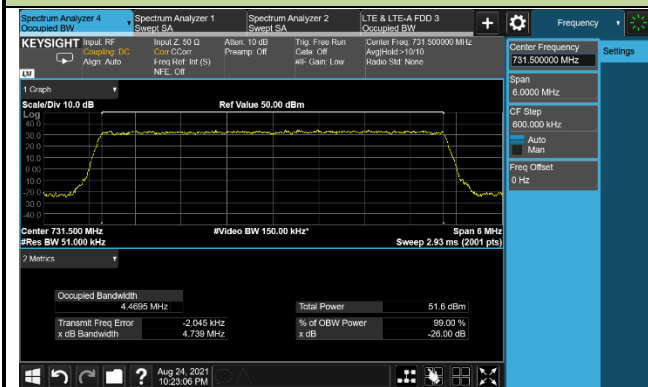 Spectrum Analyzer 4
Occupied BW
Spectrum Analyzer 1
Swept SA
Spectrum Analyzer 2
Swept SA
LTE & LTE-A FDD 3
Occupied BW
+
Frequency
KEYSIGHT
Input: RF
Coupling: DC
Align: Auto
Input Z: 50 Ω
Corr CCorr
Freq Ref: Int (S)
NFE: Off
Atten: 10 dB
Preamp: Off
Trig: Free Run
Gate: Off
#IF Gain: Low
Center Freq: 731.500000 MHz
Avg|Hold:>10/10
Radio Std: None
LXI
Center Frequency
731.500000 MHz
Settings
Span
6.0000 MHz
CF Step
600.000 kHz
Auto
Man
Freq Offset
0 Hz
1 Graph
Scale/Div 10.0 dB
Ref Value 50.00 dBm
Log
40.0
30.0
20.0
10.0
0.00
-10.0
-20.0
-30.0
-40.0
Center 731.500 MHz
#Video BW 150.00 kHz*
Span 6 MHz
#Res BW 51.000 kHz
Sweep 2.93 ms (2001 pts)
2 Metrics
Occupied Bandwidth
4.4695 MHz
Total Power
51.6 dBm
Transmit Freq Error
-2.045 kHz
% of OBW Power
99.00 %
x dB Bandwidth
4.739 MHz
x dB
-26.00 dB
?
Aug 24, 2021
10:23:06 PM